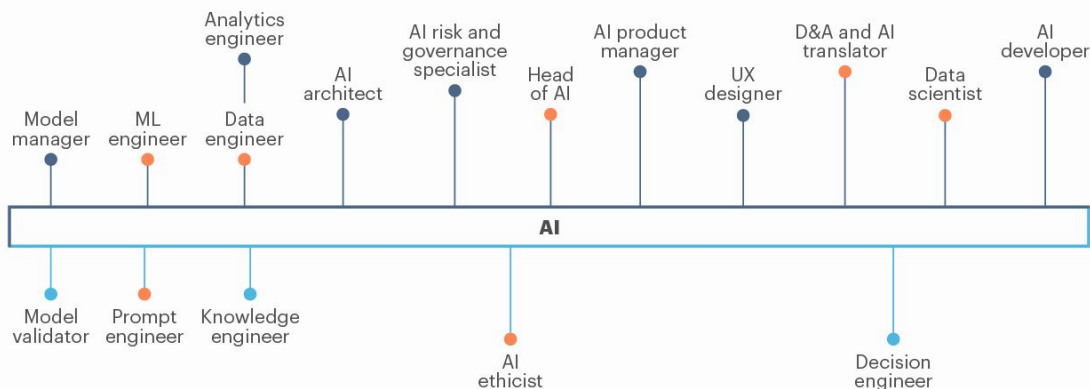 Analytics
engineer
AI risk and
governance
specialist
AI product
manager
D&A and AI
translator
AI
developer
AI
architect
Head
of AI
UX
designer
Data
scientist
Model
manager
ML
engineer
Data
engineer
AI
Model
validator
Prompt
engineer
Knowledge
engineer
AI
ethicist
Decision
engineer